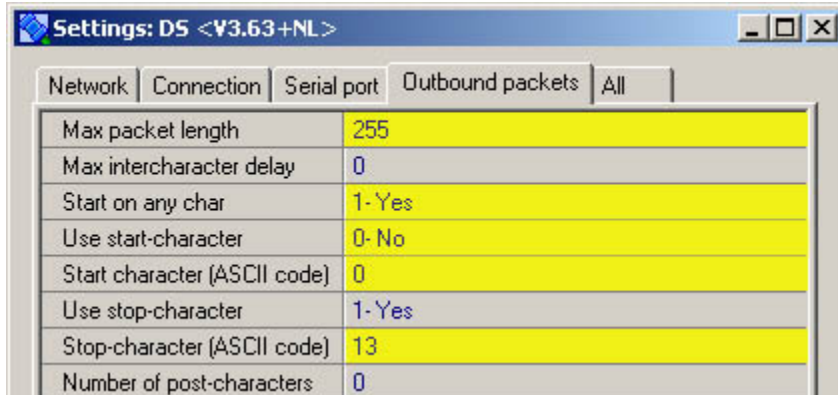 Settings: DS <V3.63+NL>
Network Connection Serial port Outbound packets All
Max packet length 255
Max intercharacter delay 0
Start on any char 1- Yes
Use start-character 0- No
Start character (ASCII code) 0
Use stop-character 1- Yes
Stop-character (ASCII code) 13
Number of post-characters 0